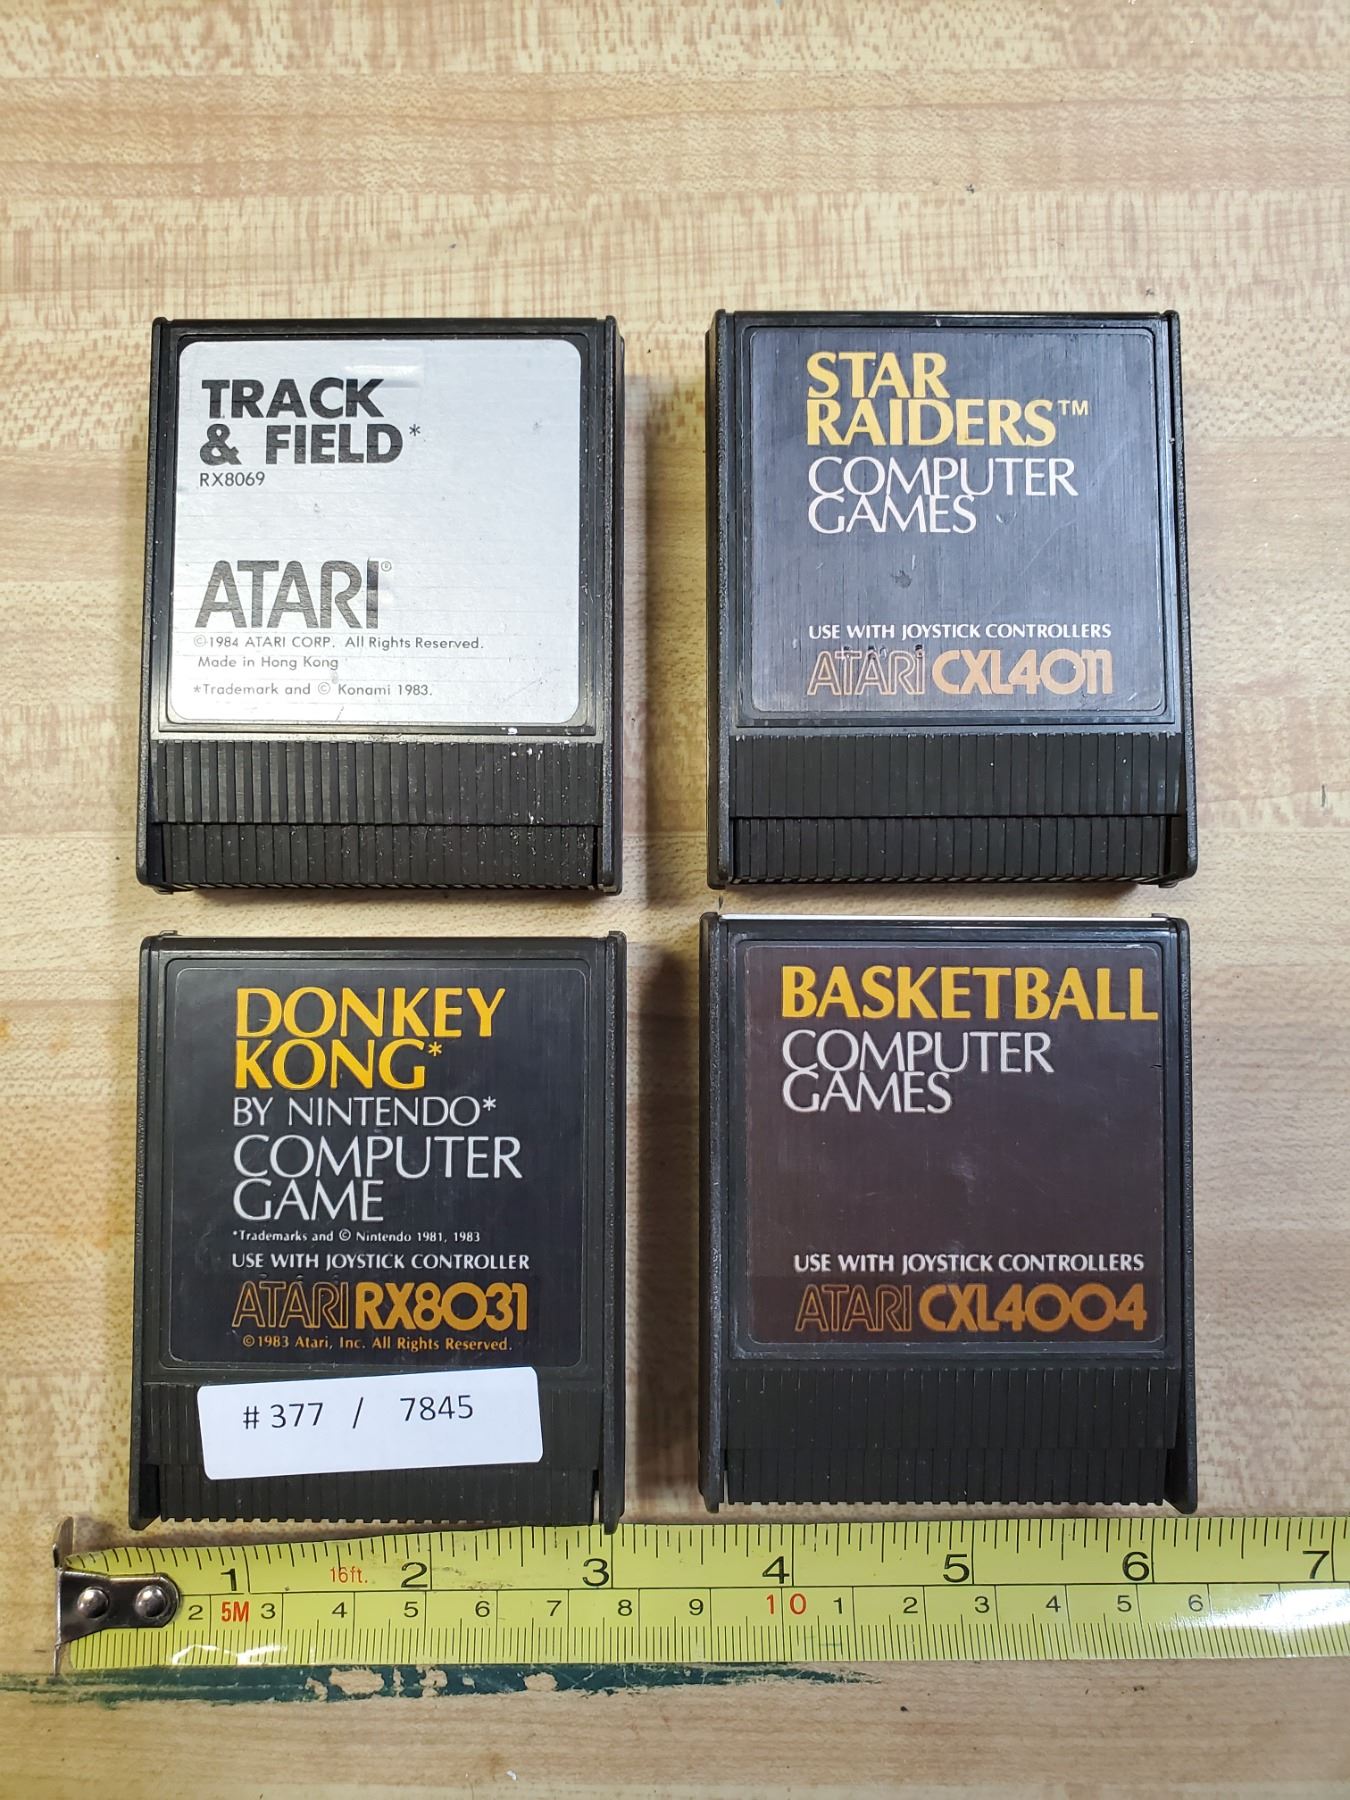 TRACK
& FIELD*
RX8069
ATARI®
©1984 ATARI CORP. All Rights Reserved.
Made in Hong Kong
*Trademark and © Konami 1983.
STAR
RAIDERS™
COMPUTER
GAMES
USE WITH JOYSTICK CONTROLLERS
ATARI CXL4011
DONKEY
KONG*
BY NINTENDO*
COMPUTER
GAME
*Trademarks and © Nintendo 1981, 1983
USE WITH JOYSTICK CONTROLLER
ATARI RX8031
©1983 Atari, Inc. All Rights Reserved.
# 377 / 7845
BASKETBALL
COMPUTER
GAMES
USE WITH JOYSTICK CONTROLLERS
ATARI CXL4004
1 16ft. 2 3 4 5 6 7
2 5M 3 4 5 6 7 8 9 10 1 2 3 4 5 6 7